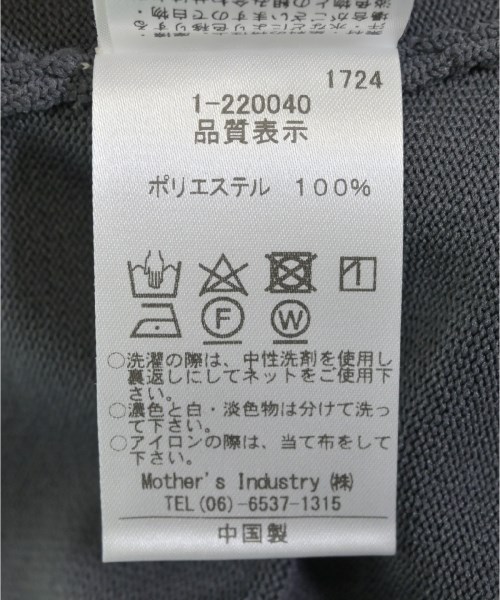 1724
1-220040
品質表示
ポリエステル 100%
F
W
○洗濯の際は、中性洗剤を使用し
裏返しにしてネットをご使用下
さい。
○濃色と白・淡色物は分けて洗っ
て下さい。
○アイロンの際は、当て布をして
下さい。
Mother's Industry ㈱
TEL(06)-6537-1315
中国製